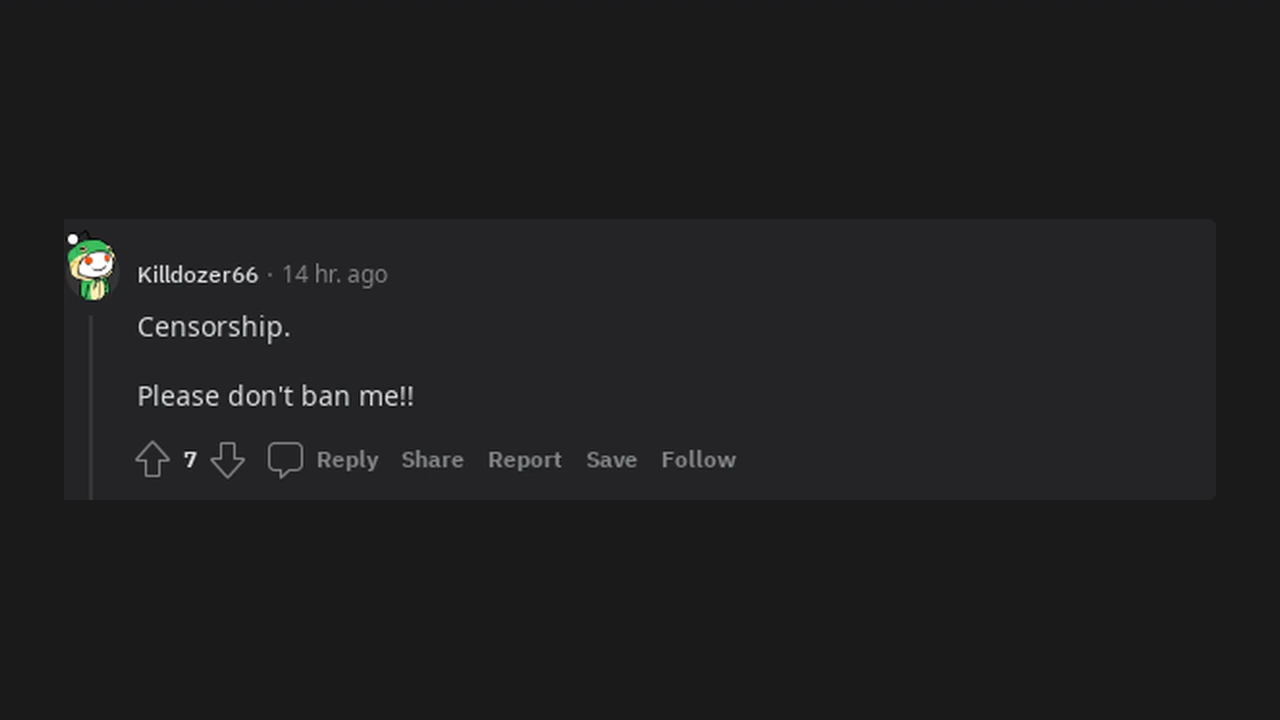 Killdozer66 · 14 hr. ago
Censorship.
Please don't ban me!!
7 Reply Share Report Save Follow